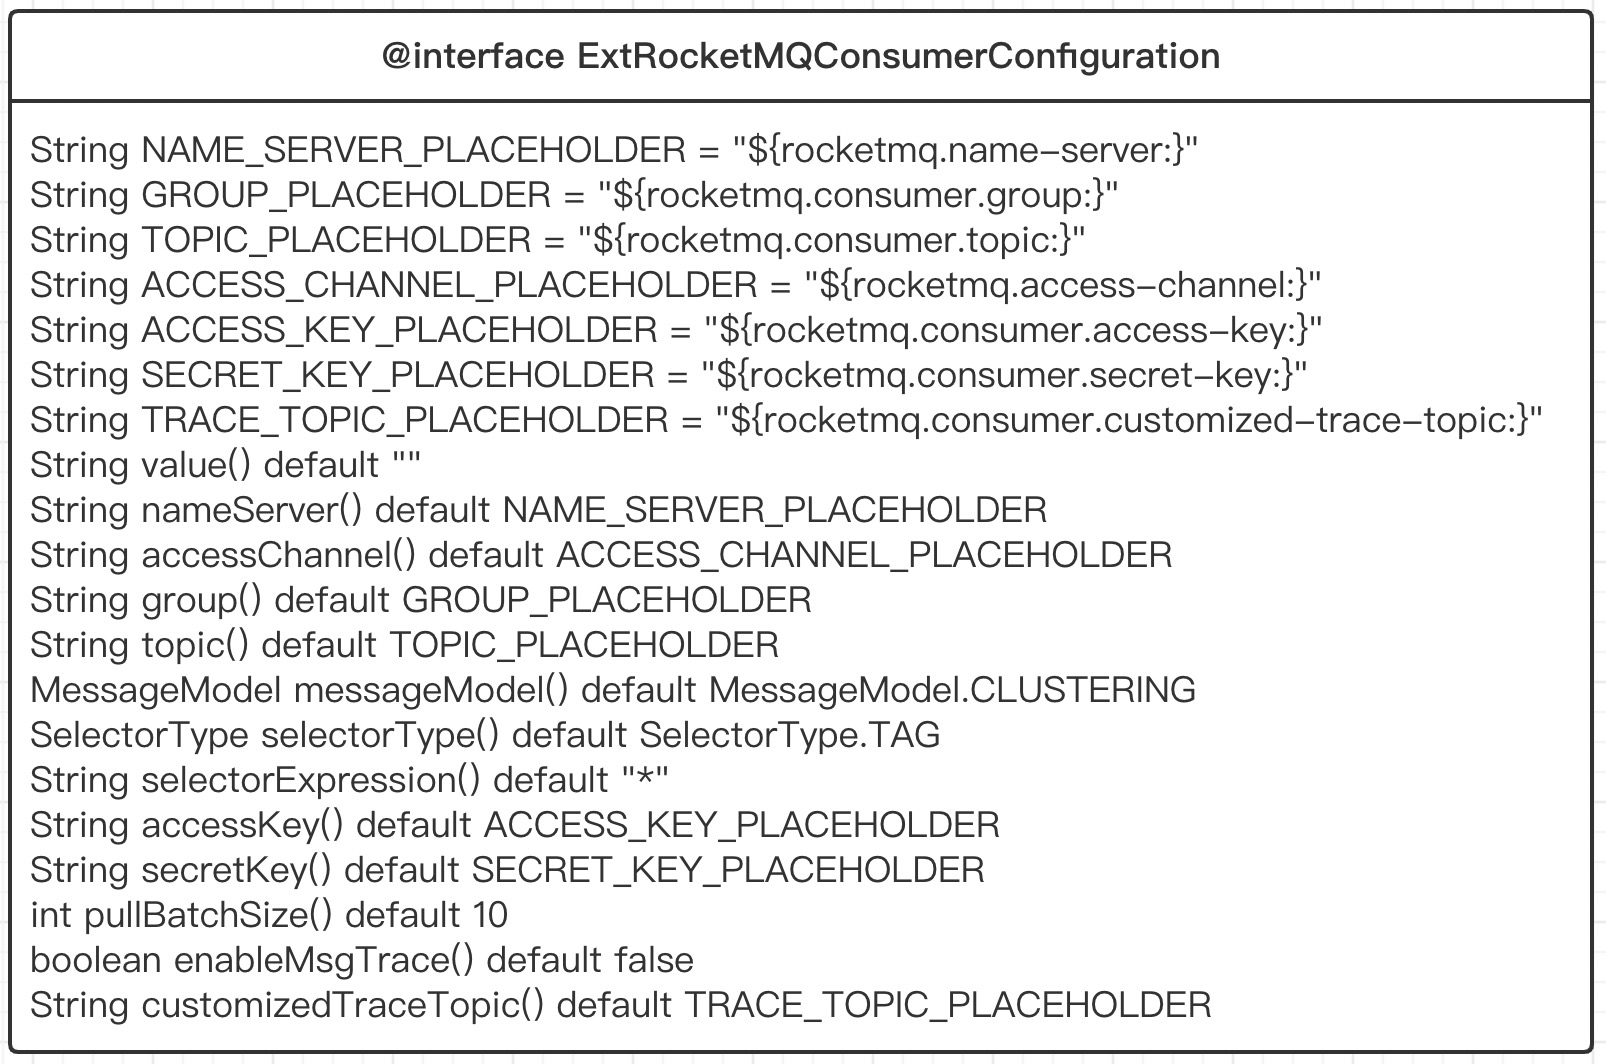 @interface ExtRocketMQConsumerConfiguration
String NAME_SERVER_PLACEHOLDER = "${rocketmq.name-server:}"
String GROUP_PLACEHOLDER = "${rocketmq.consumer.group:}"
String TOPIC_PLACEHOLDER = "${rocketmq.consumer.topic:}"
String ACCESS_CHANNEL_PLACEHOLDER = "${rocketmq.access-channel:}"
String ACCESS_KEY_PLACEHOLDER = "${rocketmq.consumer.access-key:}"
String SECRET_KEY_PLACEHOLDER = "${rocketmq.consumer.secret-key:}"
String TRACE_TOPIC_PLACEHOLDER = "${rocketmq.consumer.customized-trace-topic:}"
String value() default ""
String nameServer() default NAME_SERVER_PLACEHOLDER
String accessChannel() default ACCESS_CHANNEL_PLACEHOLDER
String group() default GROUP_PLACEHOLDER
String topic() default TOPIC_PLACEHOLDER
MessageModel messageModel() default MessageModel.CLUSTERING
SelectorType selectorType() default SelectorType.TAG
String selectorExpression() default "*"
String accessKey() default ACCESS_KEY_PLACEHOLDER
String secretKey() default SECRET_KEY_PLACEHOLDER
int pullBatchSize() default 10
boolean enableMsgTrace() default false
String customizedTraceTopic() default TRACE_TOPIC_PLACEHOLDER